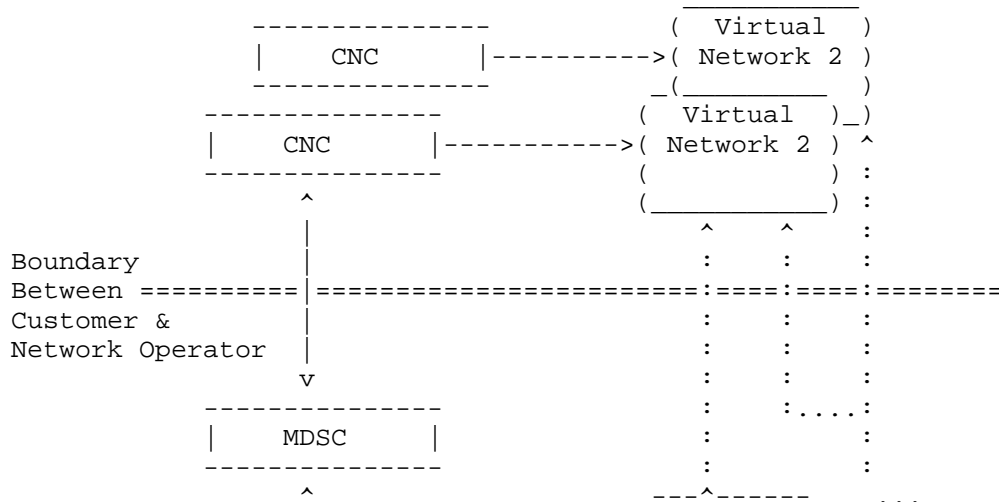 Virtual
CNC Network 2
Virtual
CNC Network 2
Boundary
Between
Customer &
Network Operator
MDSC